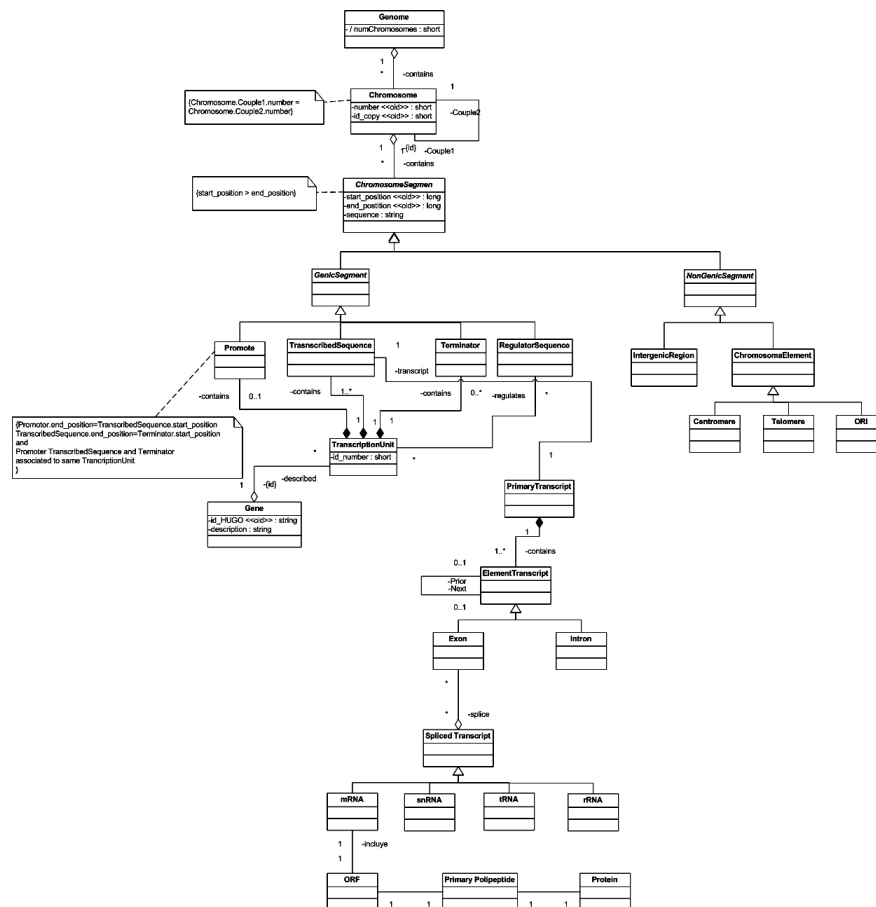 Genome
- / numChromosomes : short
1
*
-contains
1
{Chromosome.Couple1.number =
Chromosome.Couple2.number}
Chromosome
-number <<oid>> : short
-id_copy <<oid>> : short
-Couple2
1
1
-{id}
-Couple1
*
-contains
{start_position > end_position}
ChromosomeSegmen
-start_position <<oid>> : long
-end_postition <<oid>> : long
-sequence : string
GenicSegment
NonGenicSegment
Promote
TrasnscribedSequence
1
Terminator
RegulatorSequence
IntergenicRegion
ChromosomaElement
-transcript
-contains
0..1
-contains
1..*
-contains
0..*
-regulates
*
{Promotor.end_position=TranscribedSequence.start_position
TranscribedSequence.end_position=Terminator.start_position
and
Promoter TranscribedSequence and Terminator
associated to same TrancriptionUnit
}
1
1
1
Centromere
Telomere
ORI
TranscriptionUnit
-id_number : short
*
*
1
1
-{id}
-described
PrimaryTranscript
Gene
-id_HUGO <<oid>> : string
-description : string
1
1..*
-contains
0..1
ElementTranscript
-Prior
-Next
0..1
Exon
Intron
*
*
-splice
Spliced Transcript
mRNA
snRNA
tRNA
rRNA
1
-incluye
1
ORF
Primary Polipeptide
Protein
1
1
1
1